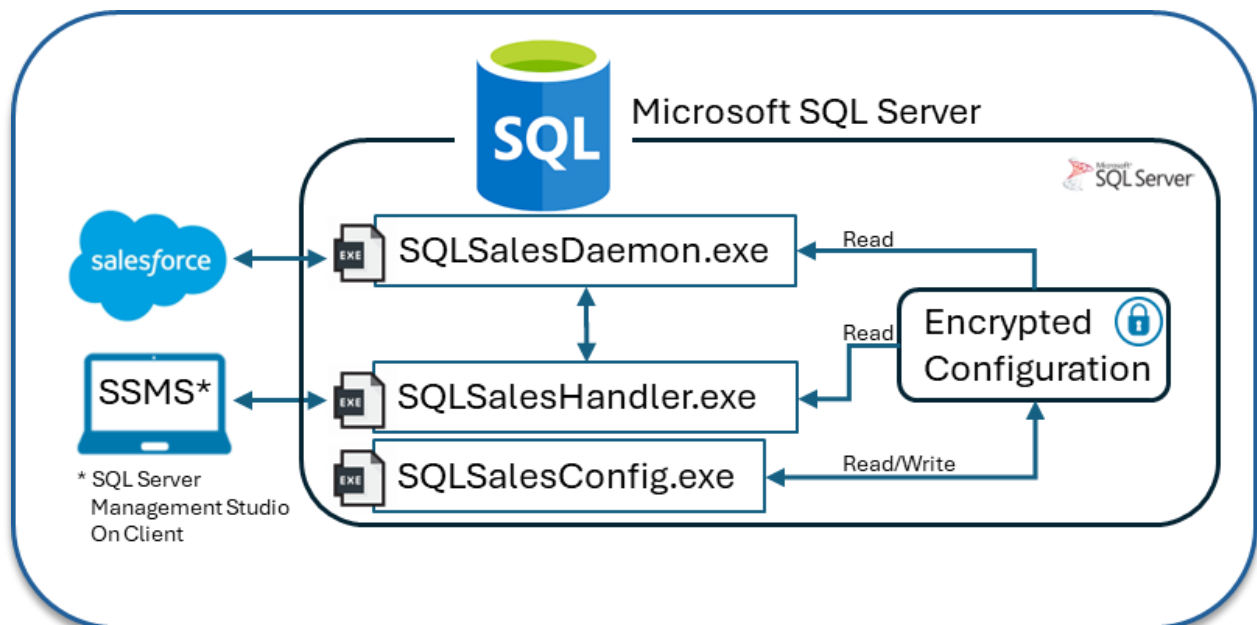 SQL
Microsoft SQL Server
Microsoft
SQL Server
salesforce
EXE
SQLSalesDaemon.exe
Read
Encrypted
Configuration
Read
SSMS*
EXE
SQLSalesHandler.exe
EXE
SQLSalesConfig.exe
Read/Write
* SQL Server
Management Studio
On Client